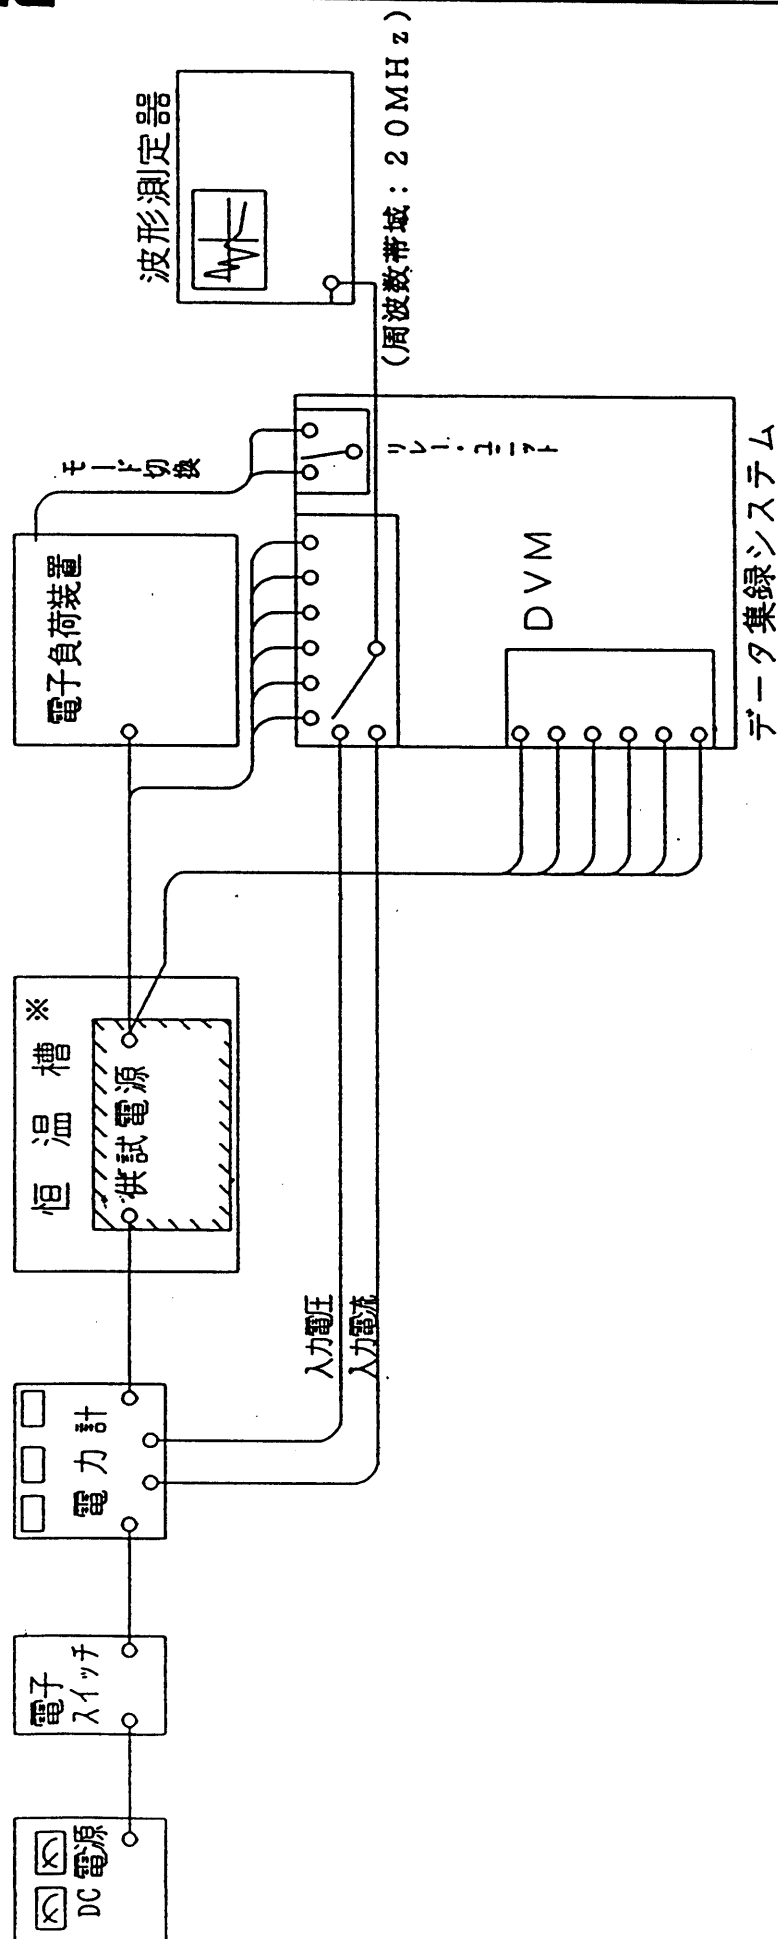 DC電源
電子
スイッチ
電力計
入力電圧
入力電流
恒温槽 ※
供試電源
電子負荷装置
モード切換
リレー・ユニット
DVM
データ集録システム
波形測定器
(周波数帯域:20MHz)